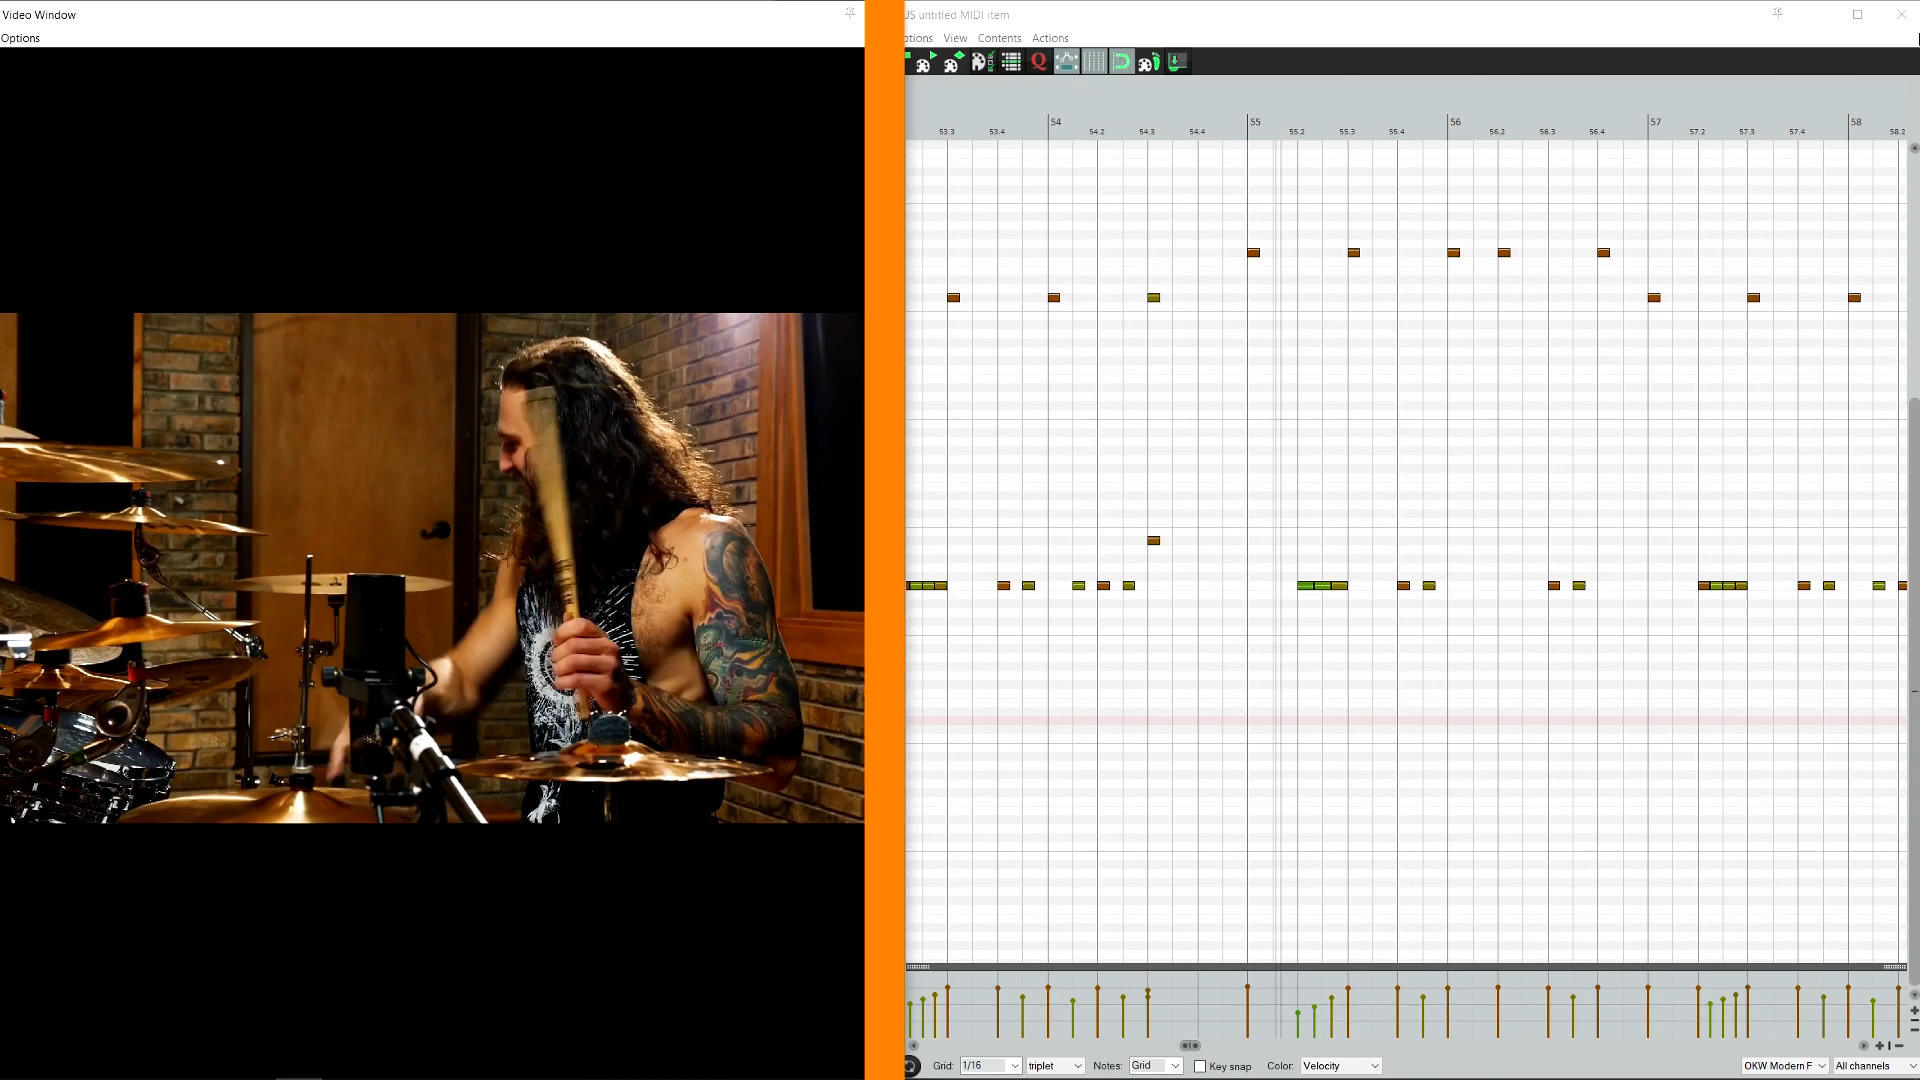 Video Window
Options
US untitled MIDI item
ptions View Contents Actions
Q
54 55 56 57 58
53.3 53.4 54.2 54.3 54.4 55.2 55.3 55.4 56.2 56.3 56.4 57.2 57.3 57.4 58.2
Grid: 1/16 triplet Notes: Grid Key snap Color: Velocity OKW Modern F All channels